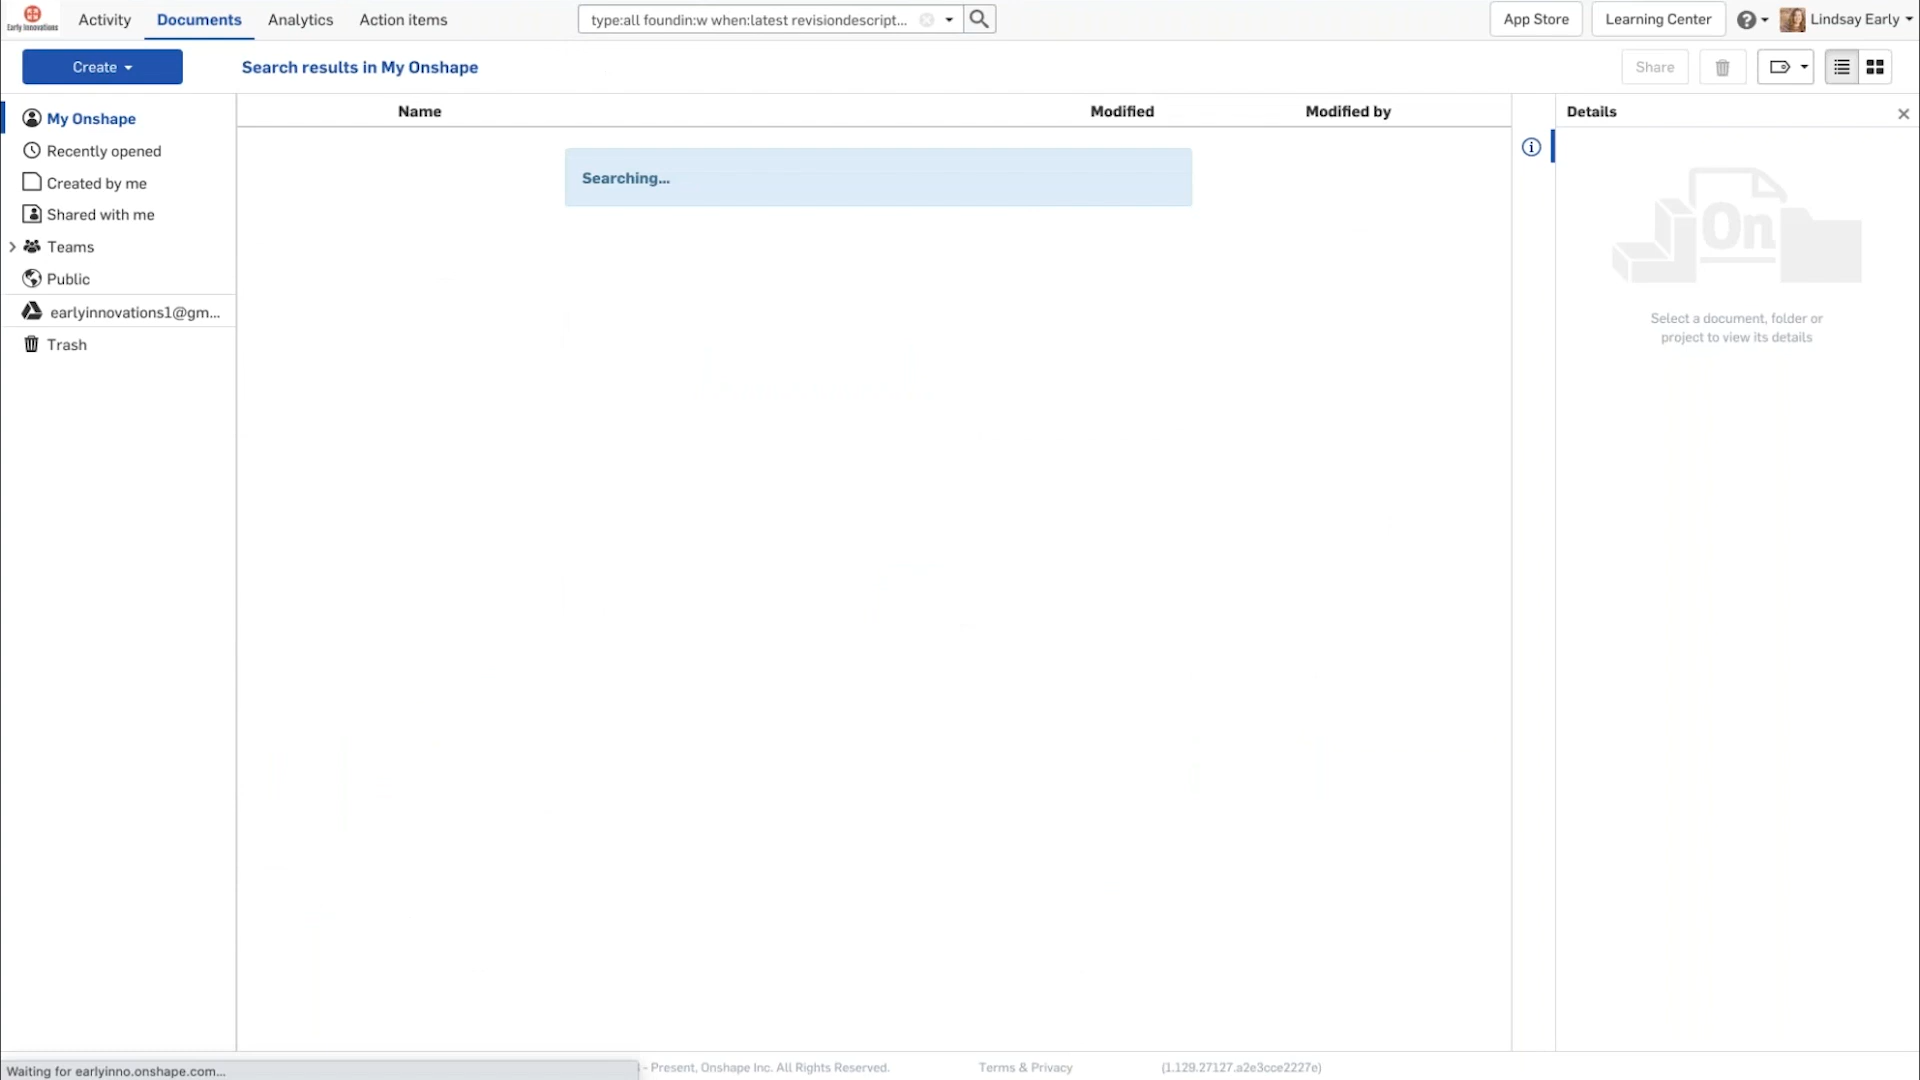 Early Innovations
Activity
Documents
Analytics
Action items
type:all foundin:w when:latest revisiondescript...
App Store
Learning Center
Lindsay Early
Create
Search results in My Onshape
Share
My Onshape
Recently opened
Created by me
Shared with me
Teams
Public
earlyinnovations1@gm...
Trash
Name
Modified
Modified by
Searching...
Details
On
Select a document, folder or
project to view its details
Waiting for earlyinno.onshape.com...
- Present, Onshape Inc. All Rights Reserved.
Terms & Privacy
(1.129.27127.a2e3cce2227e)